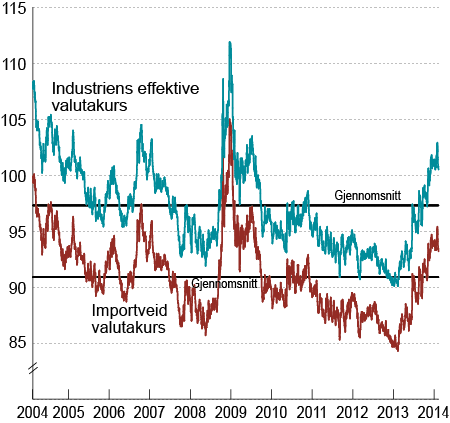 115
110
Industriens effektive
valutakurs
105
100
Gjennomsnitt
95
90
Gjennomsnitt
Importveid
valutakurs
85
2004 2005 2006 2007 2008 2009 2010 2011 2012 2013 2014